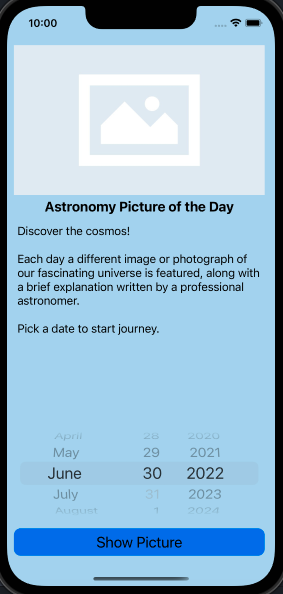 10:00
Astronomy Picture of the Day
Discover the cosmos!
Each day a different image or photograph of
our fascinating universe is featured, along with
a brief explanation written by a professional
astronomer.
Pick a date to start journey.
April 28 2020
May 29 2021
June 30 2022
July 31 2023
August 1 2024
Show Picture